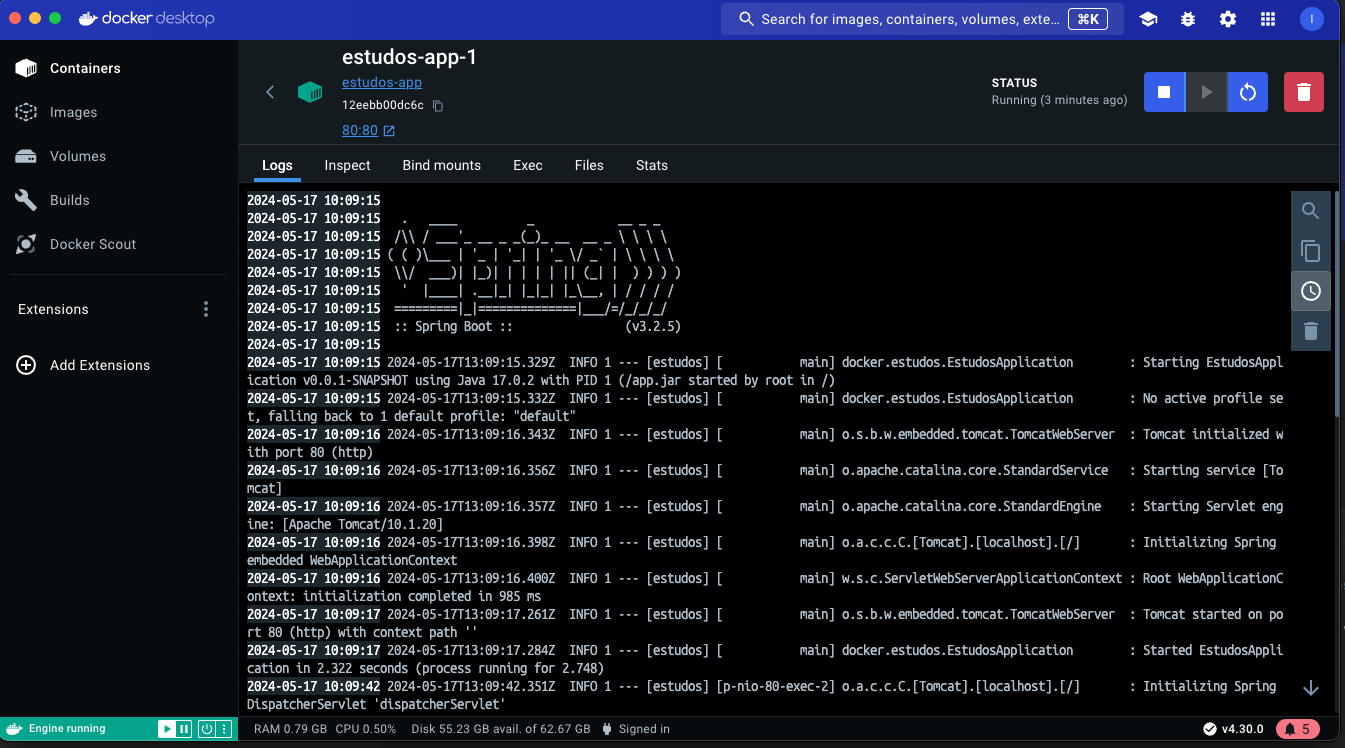 docker desktop
Search for images, containers, volumes, exte...
⌘K
I
Containers
Images
Volumes
Builds
Docker Scout
Extensions
Add Extensions
estudos-app-1
estudos-app
12eebb00dc6c
80:80
STATUS
Running (3 minutes ago)
Logs Inspect Bind mounts Exec Files Stats
2024-05-17 10:09:15
2024-05-17 10:09:15   .   ____          _            __ _ _
2024-05-17 10:09:15  /\\ / ___'_ __ _ _(_)_ __  __ _ \ \ \ \
2024-05-17 10:09:15 ( ( )\___ | '_ | '_| | '_ \/ _` | \ \ \ \
2024-05-17 10:09:15  \\/  ___)| |_)| | | | | || (_| |  ) ) ) )
2024-05-17 10:09:15   '  |____| .__|_| |_|_| |_\__, | / / / /
2024-05-17 10:09:15  =========|_|==============|___/=/_/_/_/
2024-05-17 10:09:15  :: Spring Boot ::                (v3.2.5)
2024-05-17 10:09:15
2024-05-17 10:09:15 2024-05-17T13:09:15.329Z  INFO 1 --- [estudos] [           main] docker.estudos.EstudosApplication        : Starting EstudosAppl
ication v0.0.1-SNAPSHOT using Java 17.0.2 with PID 1 (/app.jar started by root in /)
2024-05-17 10:09:15 2024-05-17T13:09:15.332Z  INFO 1 --- [estudos] [           main] docker.estudos.EstudosApplication        : No active profile se
t, falling back to 1 default profile: "default"
2024-05-17 10:09:16 2024-05-17T13:09:16.343Z  INFO 1 --- [estudos] [           main] o.s.b.w.embedded.tomcat.TomcatWebServer  : Tomcat initialized w
ith port 80 (http)
2024-05-17 10:09:16 2024-05-17T13:09:16.356Z  INFO 1 --- [estudos] [           main] o.apache.catalina.core.StandardService   : Starting service [To
mcat]
2024-05-17 10:09:16 2024-05-17T13:09:16.357Z  INFO 1 --- [estudos] [           main] o.apache.catalina.core.StandardEngine    : Starting Servlet eng
ine: [Apache Tomcat/10.1.20]
2024-05-17 10:09:16 2024-05-17T13:09:16.398Z  INFO 1 --- [estudos] [           main] o.a.c.c.C.[Tomcat].[localhost].[/]       : Initializing Spring
embedded WebApplicationContext
2024-05-17 10:09:16 2024-05-17T13:09:16.400Z  INFO 1 --- [estudos] [           main] w.s.c.ServletWebServerApplicationContext : Root WebApplicationC
ontext: initialization completed in 985 ms
2024-05-17 10:09:17 2024-05-17T13:09:17.261Z  INFO 1 --- [estudos] [           main] o.s.b.w.embedded.tomcat.TomcatWebServer  : Tomcat started on po
rt 80 (http) with context path ''
2024-05-17 10:09:17 2024-05-17T13:09:17.284Z  INFO 1 --- [estudos] [           main] docker.estudos.EstudosApplication        : Started EstudosAppli
cation in 2.322 seconds (process running for 2.748)
2024-05-17 10:09:42 2024-05-17T13:09:42.351Z  INFO 1 --- [estudos] [p-nio-80-exec-2] o.a.c.c.C.[Tomcat].[localhost].[/]       : Initializing Spring
DispatcherServlet 'dispatcherServlet'
Engine running
RAM 0.79 GB CPU 0.50% Disk 55.23 GB avail. of 62.67 GB Signed in
v4.30.0
5